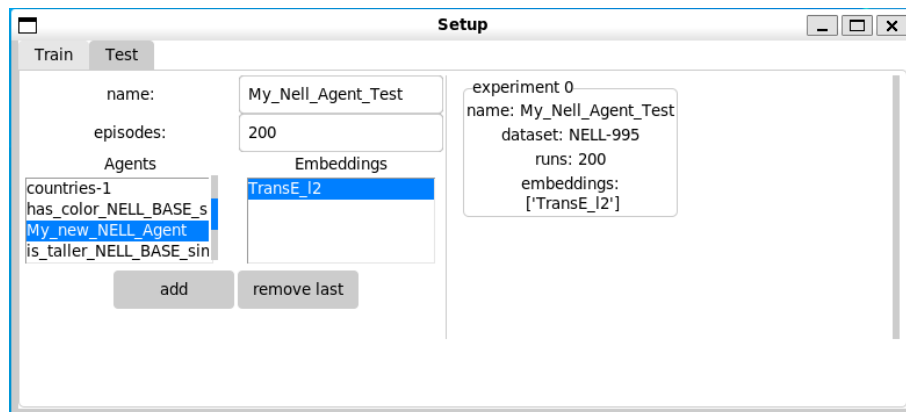 Setup
Train Test
name: My_Nell_Agent_Test
episodes: 200
Agents Embeddings
countries-1
has_color_NELL_BASE_s
My_new_NELL_Agent
is_taller_NELL_BASE_sin
TransE_l2
add remove last
experiment 0
name: My_Nell_Agent_Test
dataset: NELL-995
runs: 200
embeddings:
['TransE_l2']